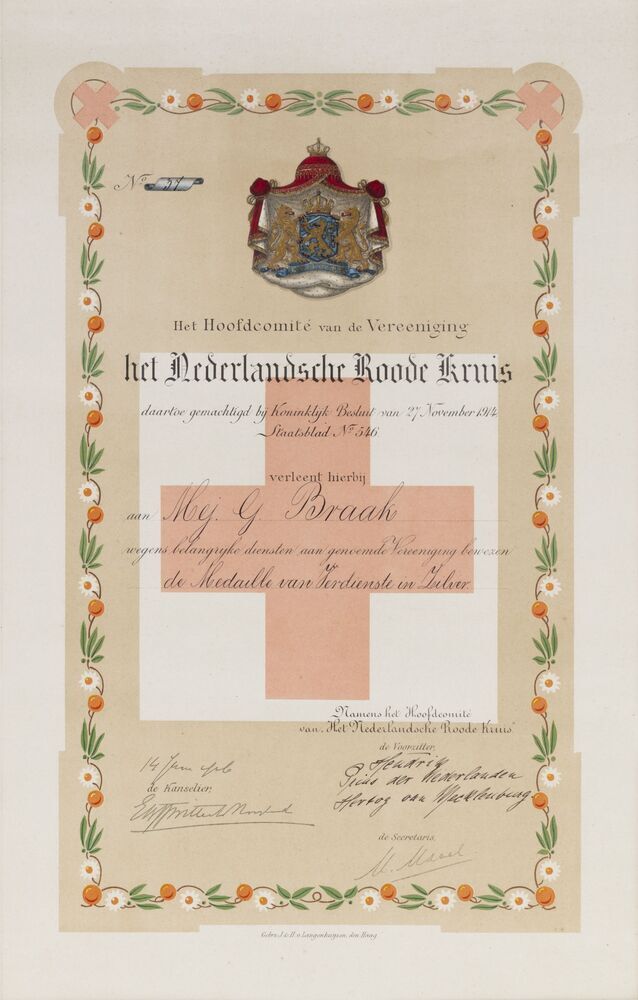 No 57
Het Hoofdcomité van de Vereeniging
het Nederlandsche Roode Kruis
daartoe gemachtigd bij Koninklijk Besluit van 27 November 1914
Staatsblad No 546
verleent hierbij
aan Mej. G. Braak
wegens belangrijke diensten aan genoemde Vereeniging bewezen
de Medaille van Verdienste in Zilver.
Namens het Hoofdcomité
van „Het Nederlandsche Roode Kruis"
de Voorzitter,
Hendrik
Prins der Nederlanden
Hertog van Mecklenburg
14
de Kanselier,
de Secretaris,
Gebrs. J. & H. v. Langenhuysen, den Haag